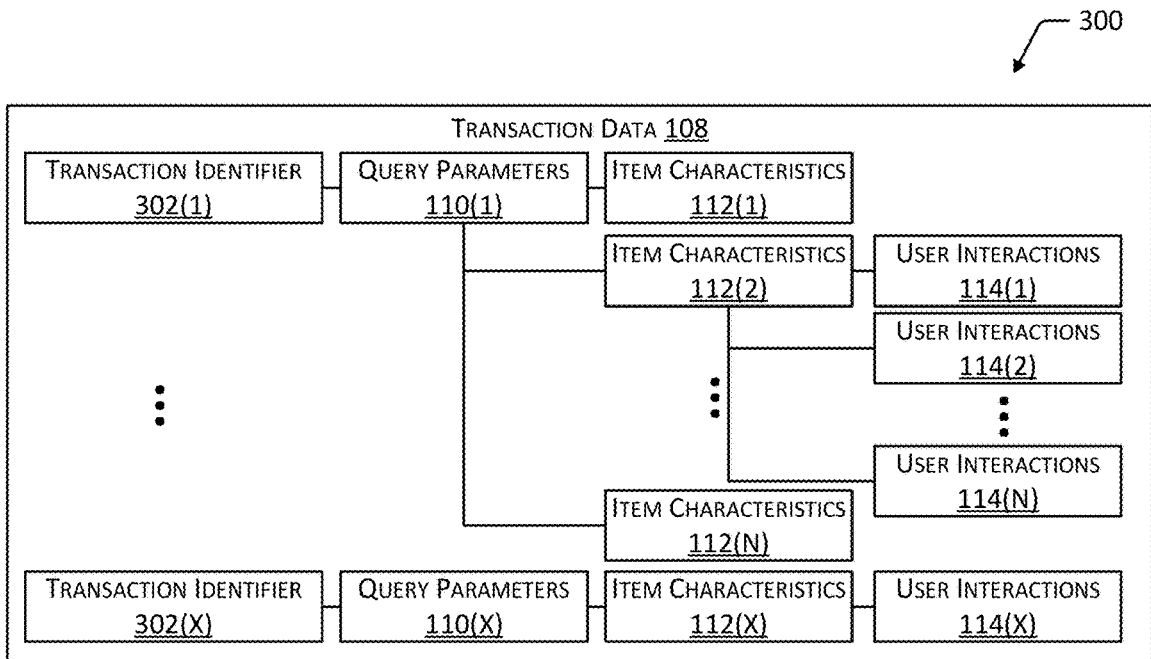 300
TRANSACTION DATA 108
TRANSACTION IDENTIFIER
302(1)
QUERY PARAMETERS
110(1)
ITEM CHARACTERISTICS
112(1)
ITEM CHARACTERISTICS
112(2)
USER INTERACTIONS
114(1)
USER INTERACTIONS
114(2)
USER INTERACTIONS
114(N)
ITEM CHARACTERISTICS
112(N)
TRANSACTION IDENTIFIER
302(X)
QUERY PARAMETERS
110(X)
ITEM CHARACTERISTICS
112(X)
USER INTERACTIONS
114(X)